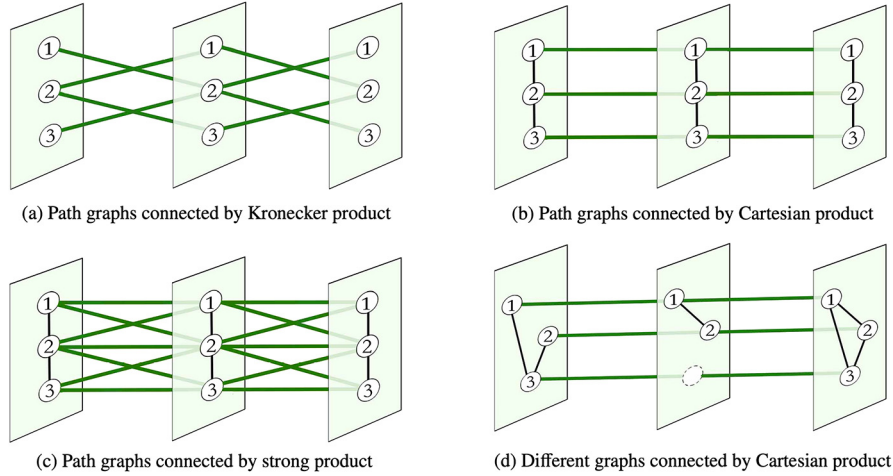 1 1 1
2 2 2
3 3 3
(a) Path graphs connected by Kronecker product
1 1 1
2 2 2
3 3 3
(b) Path graphs connected by Cartesian product
1 1 1
2 2 2
3 3 3
(c) Path graphs connected by strong product
1 1 1
2 2 2
3 3
(d) Different graphs connected by Cartesian product